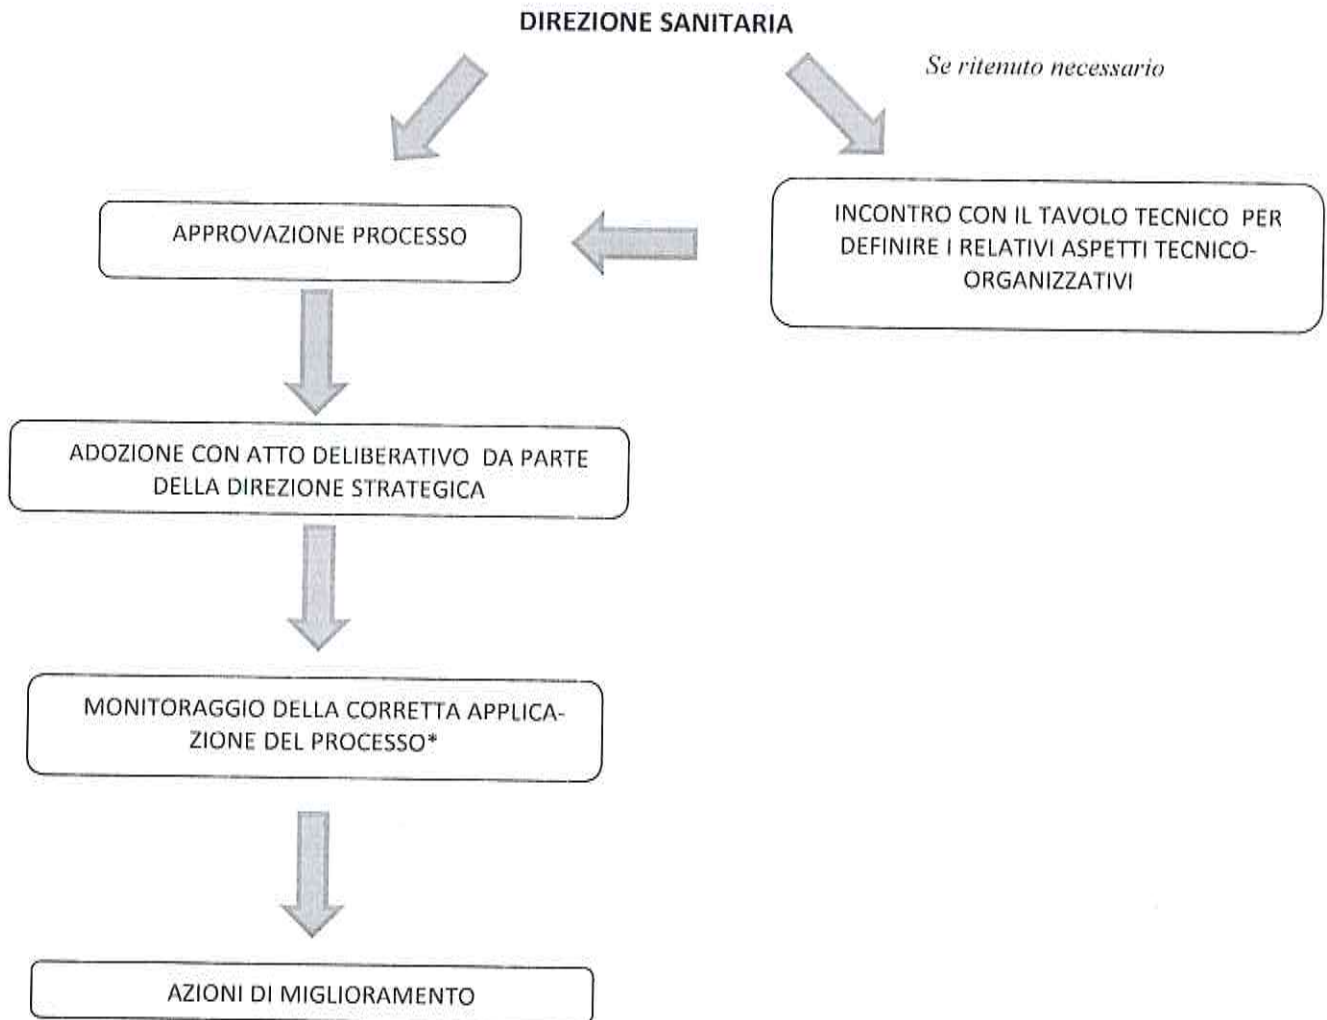 DIREZIONE SANITARIA
Se ritenuto necessario
INCONTRO CON IL TAVOLO TECNICO PER
DEFINIRE I RELATIVI ASPETTI TECNICO-
ORGANIZZATIVI
APPROVAZIONE PROCESSO
ADOZIONE CON ATTO DELIBERATIVO DA PARTE
DELLA DIREZIONE STRATEGICA
MONITORAGGIO DELLA CORRETTA APPLICA-
ZIONE DEL PROCESSO*
AZIONI DI MIGLIORAMENTO